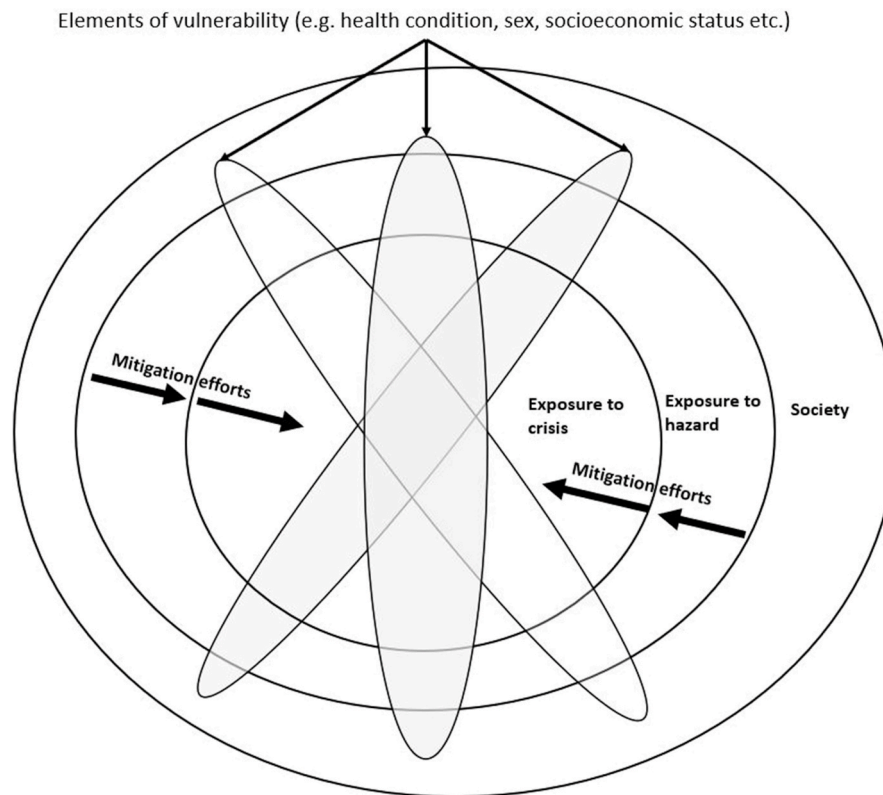 Elements of vulnerability (e.g. health condition, sex, socioeconomic status etc.)
Mitigation efforts
Exposure to
crisis
Exposure to
hazard
Society
Mitigation efforts